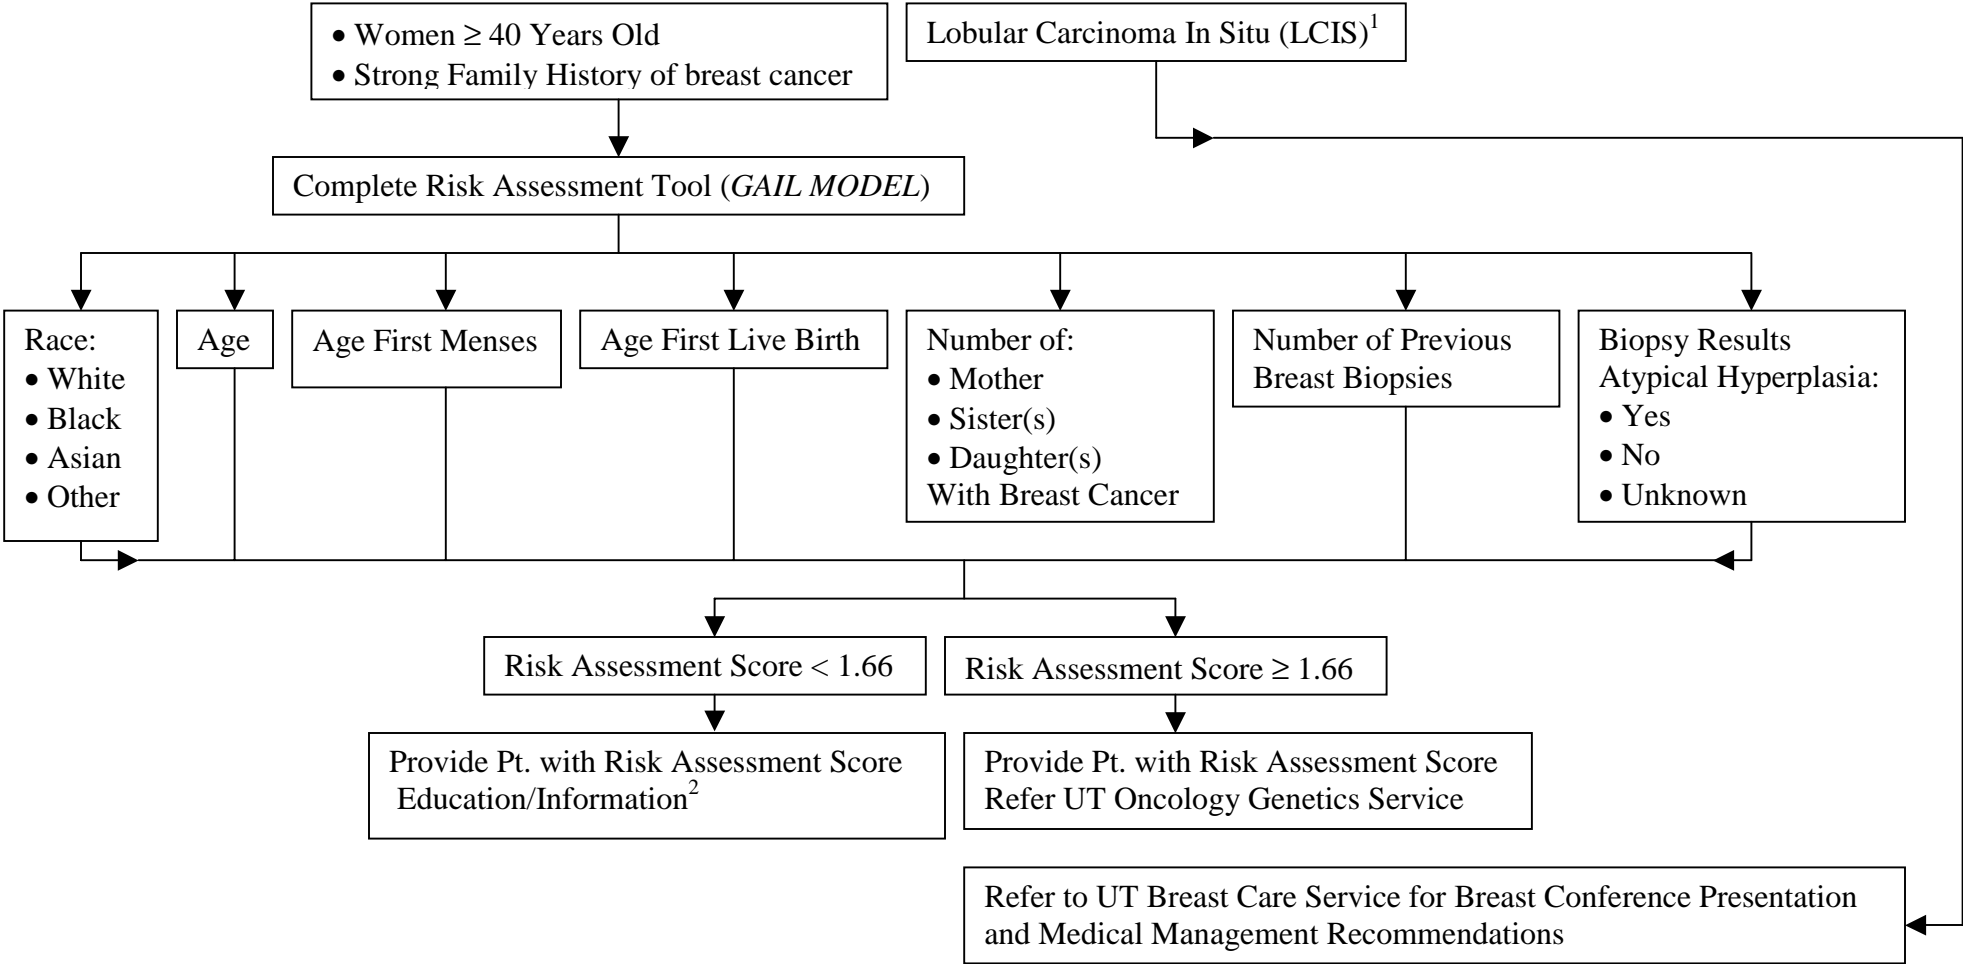 • Women ≥ 40 Years Old
• Strong Family History of breast cancer
Lobular Carcinoma In Situ (LCIS)1
Complete Risk Assessment Tool (GAIL MODEL)
Race:
• White
• Black
• Asian
• Other
Age
Age First Menses
Age First Live Birth
Number of:
• Mother
• Sister(s)
• Daughter(s)
With Breast Cancer
Number of Previous
Breast Biopsies
Biopsy Results
Atypical Hyperplasia:
• Yes
• No
• Unknown
Risk Assessment Score < 1.66
Risk Assessment Score ≥ 1.66
Provide Pt. with Risk Assessment Score
Education/Information2
Provide Pt. with Risk Assessment Score
Refer UT Oncology Genetics Service
Refer to UT Breast Care Service for Breast Conference Presentation
and Medical Management Recommendations